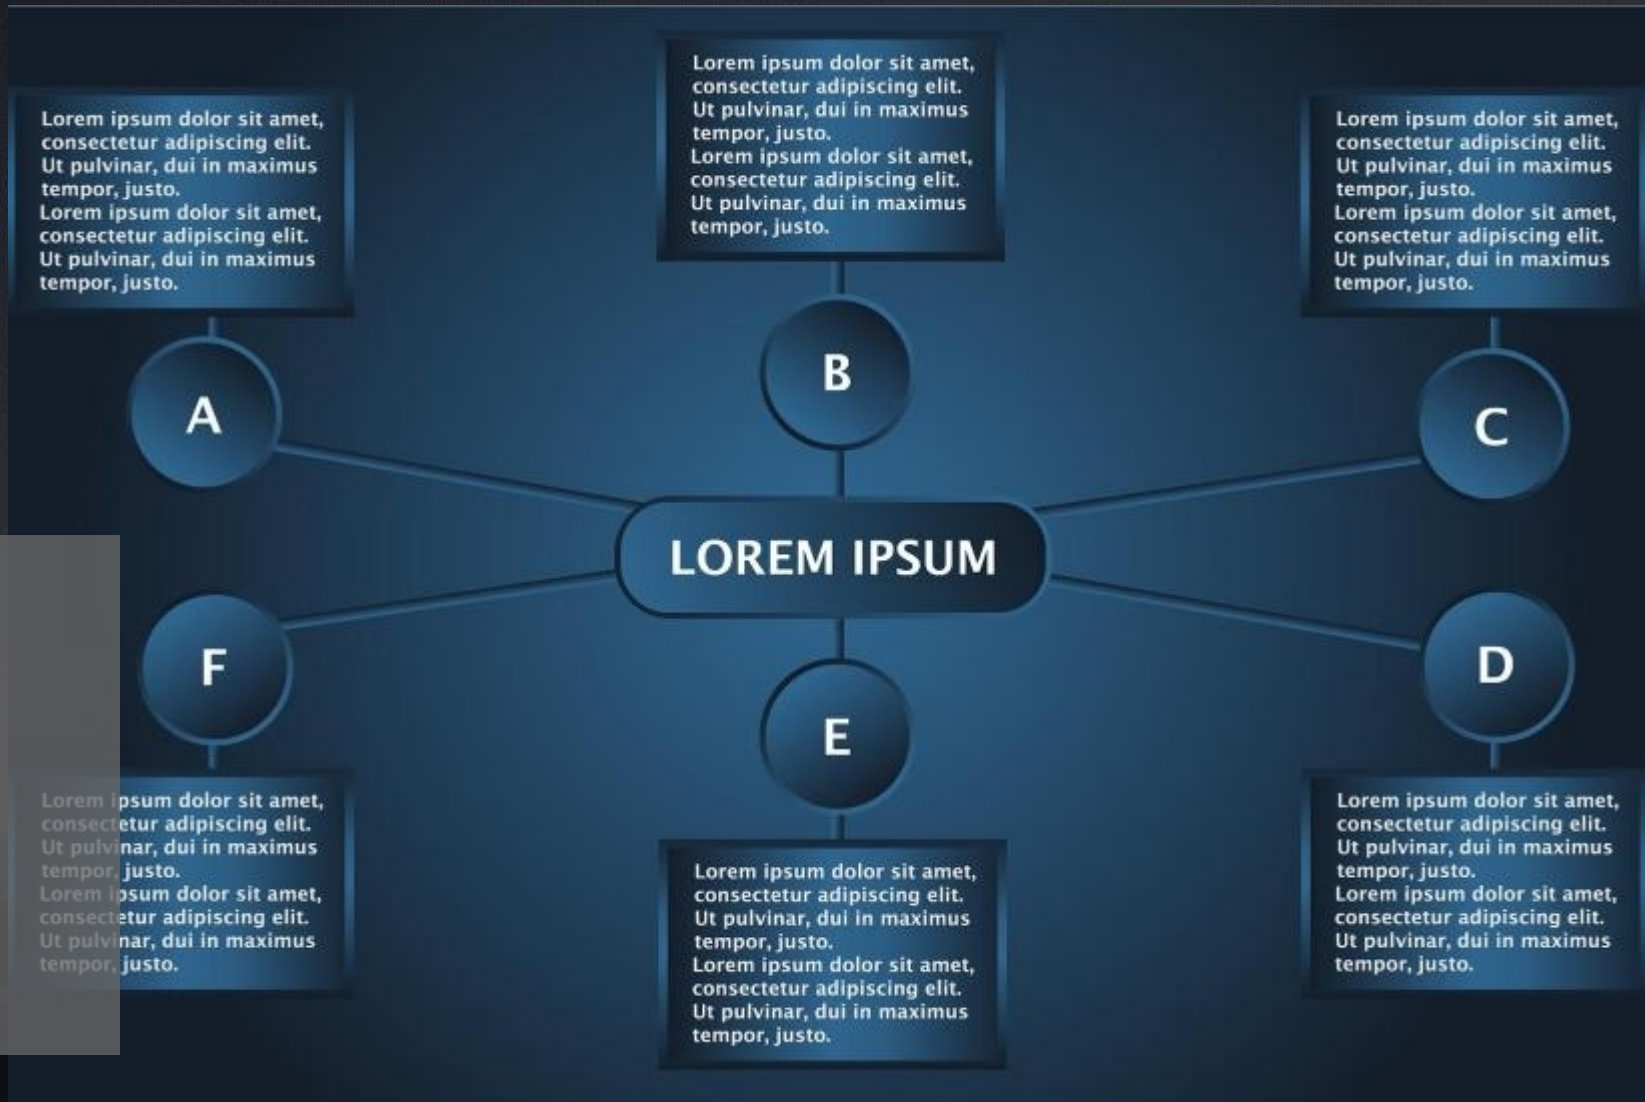 Lorem ipsum dolor sit amet,
consectetur adipiscing elit.
Ut pulvinar, dui in maximus
tempor, justo.
Lorem ipsum dolor sit amet,
consectetur adipiscing elit.
Ut pulvinar, dui in maximus
tempor, justo.
Lorem ipsum dolor sit amet,
consectetur adipiscing elit.
Ut pulvinar, dui in maximus
tempor, justo.
Lorem ipsum dolor sit amet,
consectetur adipiscing elit.
Ut pulvinar, dui in maximus
tempor, justo.
Lorem ipsum dolor sit amet,
consectetur adipiscing elit.
Ut pulvinar, dui in maximus
tempor, justo.
Lorem ipsum dolor sit amet,
consectetur adipiscing elit.
Ut pulvinar, dui in maximus
tempor, justo.
A
B
C
LOREM IPSUM
F
E
D
Lorem ipsum dolor sit amet,
consectetur adipiscing elit.
Ut pulvinar, dui in maximus
tempor, justo.
Lorem ipsum dolor sit amet,
consectetur adipiscing elit.
Ut pulvinar, dui in maximus
tempor, justo.
Lorem ipsum dolor sit amet,
consectetur adipiscing elit.
Ut pulvinar, dui in maximus
tempor, justo.
Lorem ipsum dolor sit amet,
consectetur adipiscing elit.
Ut pulvinar, dui in maximus
tempor, justo.
Lorem ipsum dolor sit amet,
consectetur adipiscing elit.
Ut pulvinar, dui in maximus
tempor, justo.
Lorem ipsum dolor sit amet,
consectetur adipiscing elit.
Ut pulvinar, dui in maximus
tempor, justo.